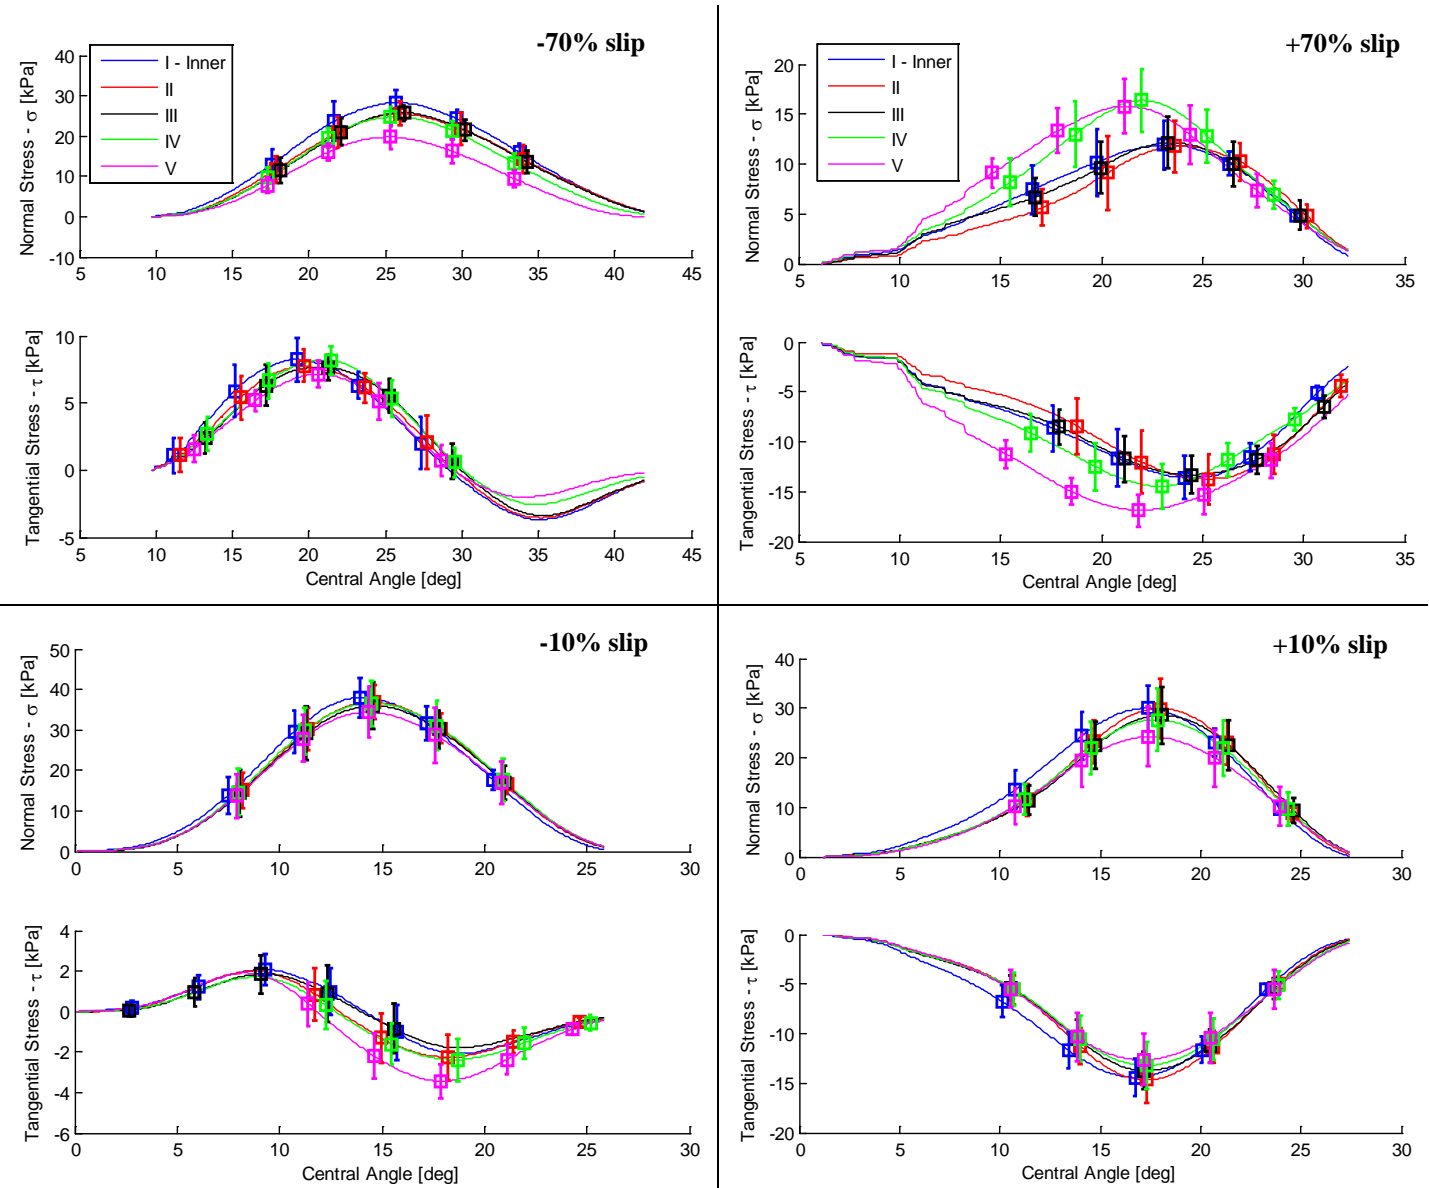 -70% slip
40
30
20
10
0
-10
Normal Stress - σ [kPa]
I - Inner
II
III
IV
V
5 10 15 20 25 30 35 40 45
10
5
0
-5
Tangential Stress - τ [kPa]
5 10 15 20 25 30 35 40 45
Central Angle [deg]
+70% slip
20
15
10
5
0
Normal Stress - σ [kPa]
I - Inner
II
III
IV
V
5 10 15 20 25 30 35
0
-5
-10
-15
-20
Tangential Stress - τ [kPa]
5 10 15 20 25 30 35
Central Angle [deg]
-10% slip
50
40
30
20
10
0
Normal Stress - σ [kPa]
0 5 10 15 20 25 30
4
2
0
-2
-4
-6
Tangential Stress - τ [kPa]
0 5 10 15 20 25 30
Central Angle [deg]
+10% slip
40
30
20
10
0
Normal Stress - σ [kPa]
0 5 10 15 20 25 30
0
-5
-10
-15
-20
Tangential Stress - τ [kPa]
0 5 10 15 20 25 30
Central Angle [deg]